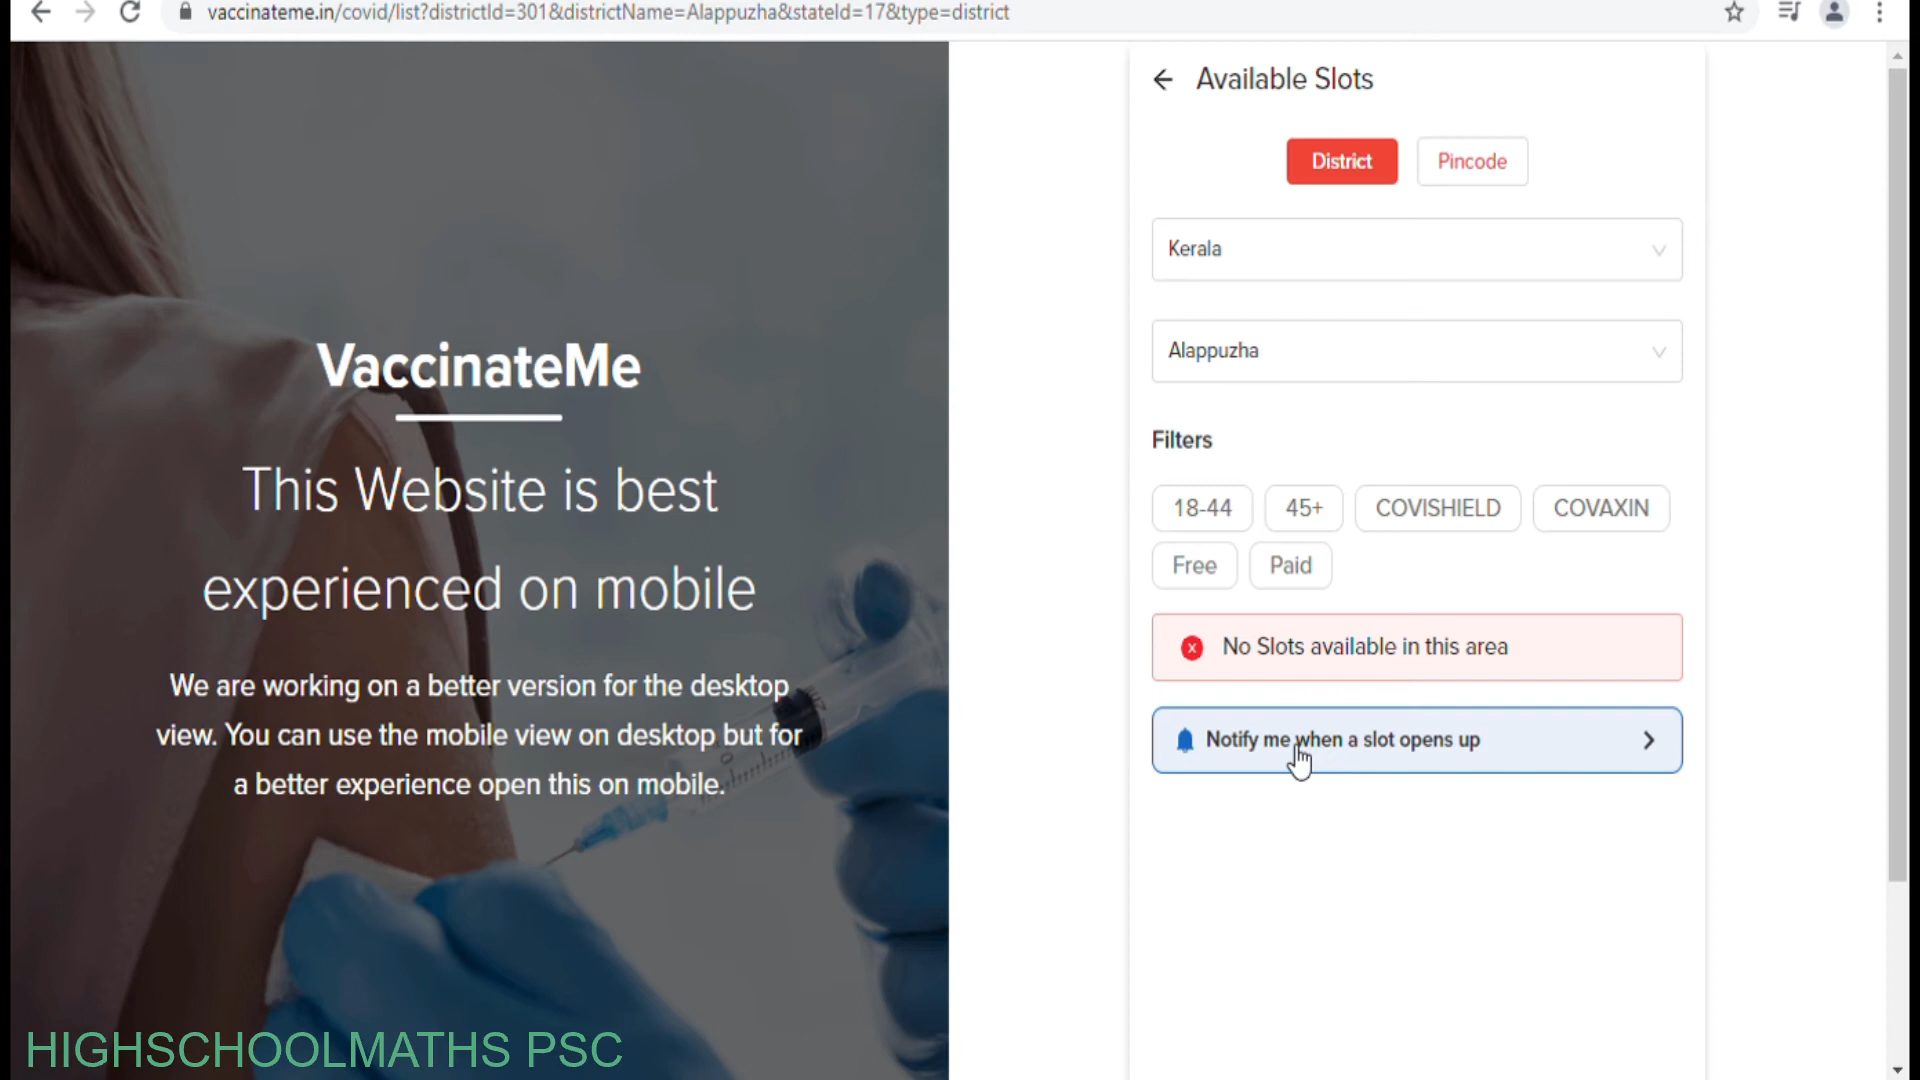 vaccinateme.in/covid/list?districtId=301&districtName=Alappuzha&stateId=17&type=district
VaccinateMe
This Website is best
experienced on mobile
We are working on a better version for the desktop
view. You can use the mobile view on desktop but for
a better experience open this on mobile.
Available Slots
District Pincode
Kerala
Alappuzha
Filters
18-44 45+ COVISHIELD COVAXIN
Free Paid
No Slots available in this area
Notify me when a slot opens up
HIGHSCHOOLMATHS PSC